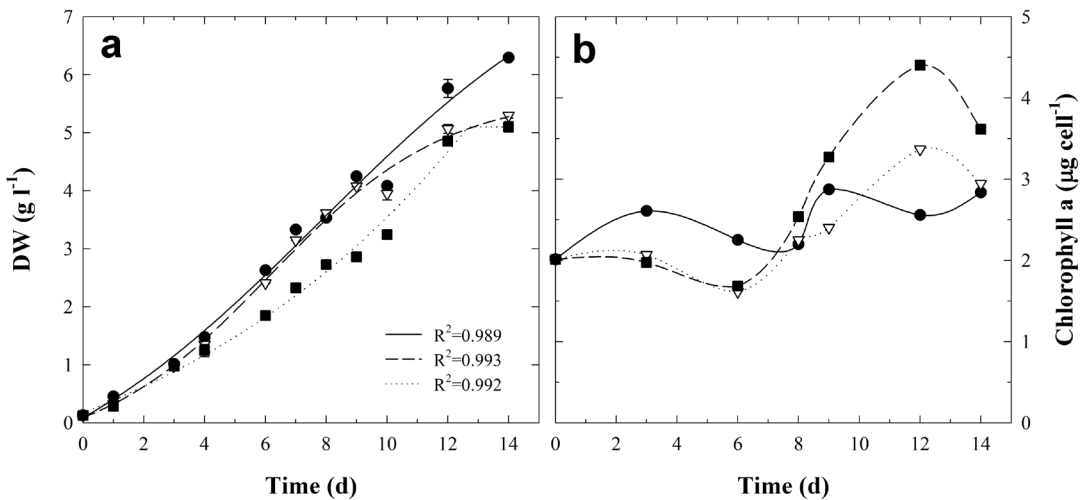 a
7
6
5
4
3
2
1
0
DW (g l⁻¹)
R²=0.989
R²=0.993
R²=0.992
0 2 4 6 8 10 12 14
Time (d)
b
5
4
3
2
1
0
Chlorophyll a (µg cell⁻¹)
0 2 4 6 8 10 12 14
Time (d)